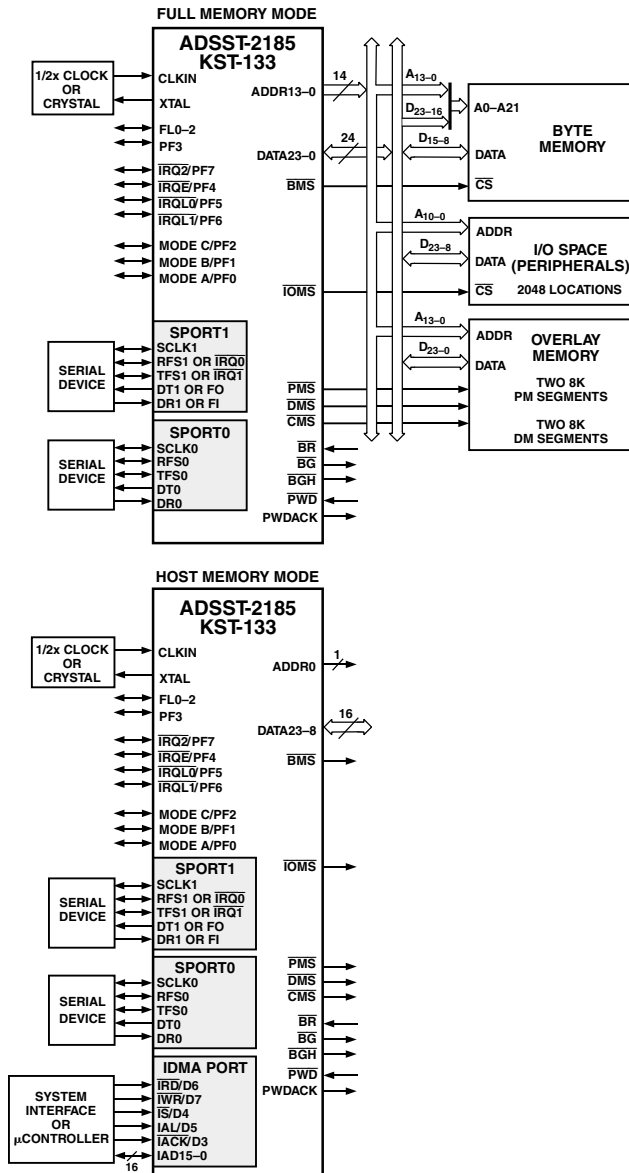 FULL MEMORY MODE
ADSST-2185
KST-133
1/2x CLOCK
OR
CRYSTAL
CLKIN
XTAL
FL0–2
PF3
IRQ2/PF7
IRQE/PF4
IRQL0/PF5
IRQL1/PF6
MODE C/PF2
MODE B/PF1
MODE A/PF0
SERIAL
DEVICE
SPORT1
SCLK1
RFS1 OR IRQ0
TFS1 OR IRQ1
DT1 OR FO
DR1 OR FI
SERIAL
DEVICE
SPORT0
SCLK0
RFS0
TFS0
DT0
DR0
ADDR13–0
14
DATA23–0
24
BMS
IOMS
PMS
DMS
CMS
BR
BG
BGH
PWD
PWDACK
A13–0
D23–16
D15–8
A0–A21
DATA
CS
BYTE
MEMORY
A10–0
D23–8
ADDR
DATA
CS
I/O SPACE
(PERIPHERALS)
2048 LOCATIONS
A13–0
D23–0
ADDR
DATA
OVERLAY
MEMORY
TWO 8K
PM SEGMENTS
TWO 8K
DM SEGMENTS
HOST MEMORY MODE
ADSST-2185
KST-133
1/2x CLOCK
OR
CRYSTAL
CLKIN
XTAL
FL0–2
PF3
IRQ2/PF7
IRQE/PF4
IRQL0/PF5
IRQL1/PF6
MODE C/PF2
MODE B/PF1
MODE A/PF0
SERIAL
DEVICE
SPORT1
SCLK1
RFS1 OR IRQ0
TFS1 OR IRQ1
DT1 OR FO
DR1 OR FI
SERIAL
DEVICE
SPORT0
SCLK0
RFS0
TFS0
DT0
DR0
SYSTEM
INTERFACE
OR
μCONTROLLER
IDMA PORT
IRD/D6
IWR/D7
IS/D4
IAL/D5
IACK/D3
IAD15–0
16
ADDR0
1
DATA23–8
16
BMS
IOMS
PMS
DMS
CMS
BR
BG
BGH
PWD
PWDACK